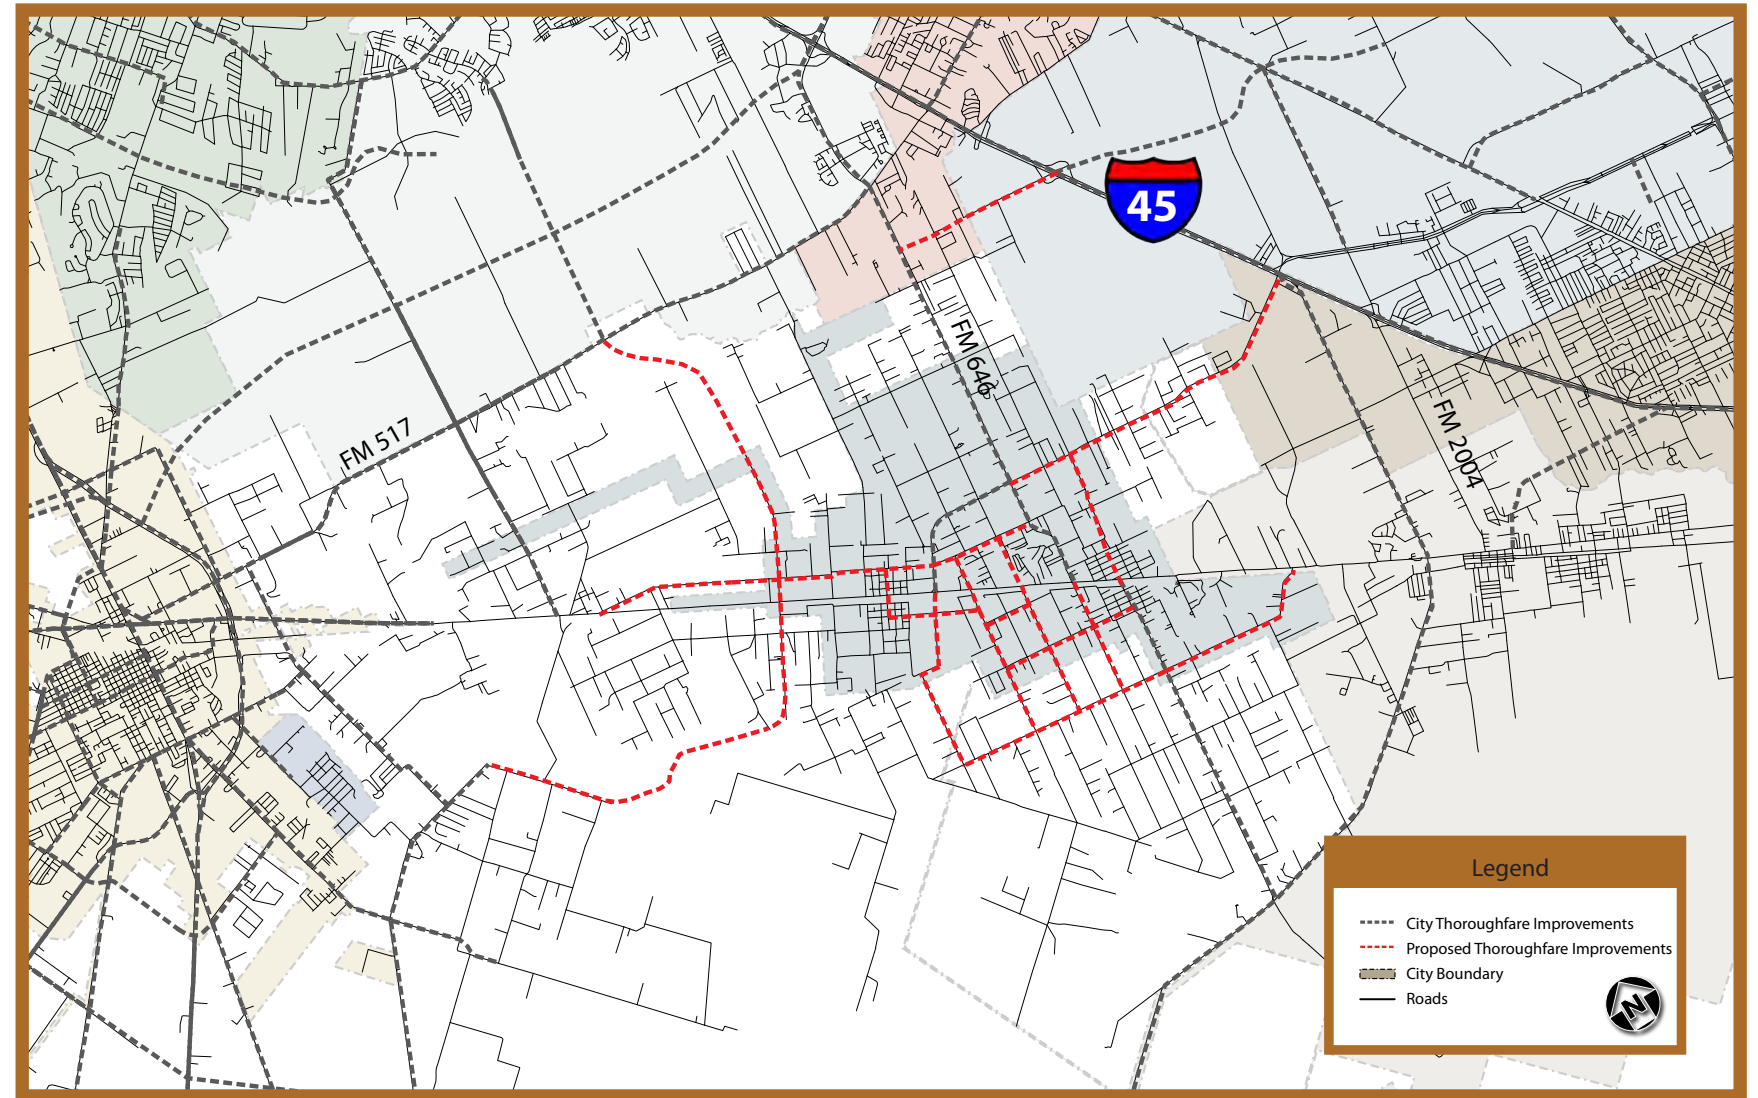 45
FM 646
FM 517
FM 2004
Legend
City Thoroughfare Improvements
Proposed Thoroughfare Improvements
City Boundary
Roads
N